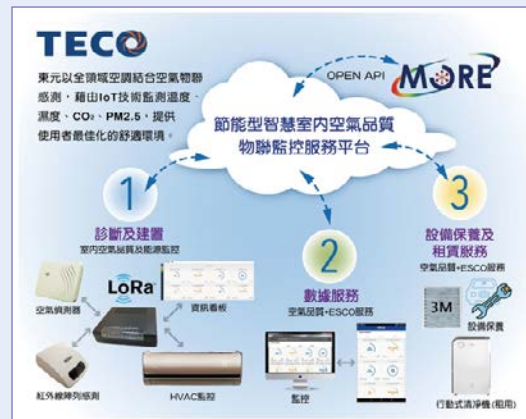 TECO
東元以全領域空調結合空氣物聯
感測，藉由IoT技術監測溫度、
濕度、CO₂、PM2.5，提供
使用者最佳化的舒適環境。
OPEN API
MORE
節能型智慧室內空氣品質
物聯監控服務平台
1
診斷及建置
室內空氣品質及能源監控
空氣偵測器
LoRa
資訊看板
紅外線陣列感測
HVAC監控
2
數據服務
空氣品質+ESCO服務
監控
3
設備保養及
租賃服務
空氣品質+ESCO服務
3M
設備保養
行動式清淨機(租用)